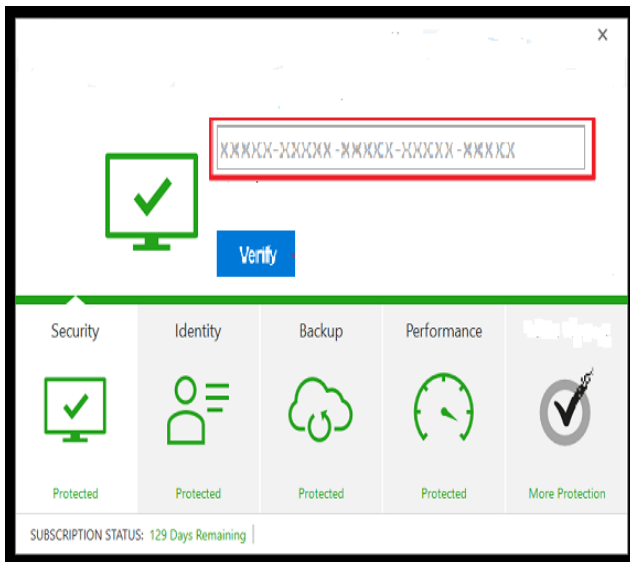 X
XXXXX-XXXXX-XXXXX-XXXXX-XXXXX
Verify
Security Identity Backup Performance
Protected Protected Protected Protected More Protection
SUBSCRIPTION STATUS: 129 Days Remaining